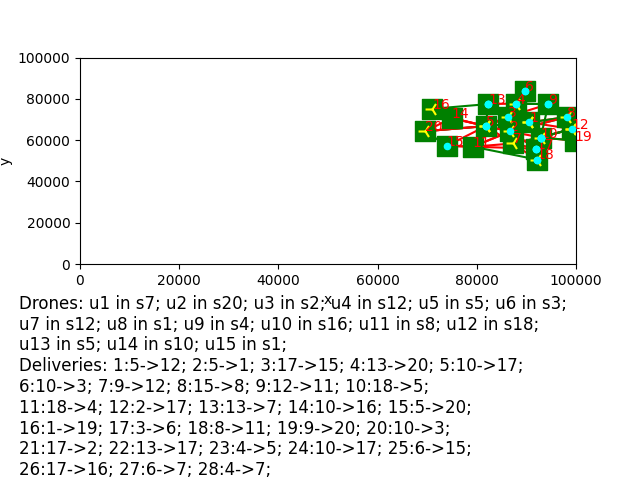 100000
80000
60000
40000
20000
0
y
0 20000 40000 60000 80000 100000
x
6
14
12
19
Drones: u1 in s7; u2 in s20; u3 in s2; u4 in s12; u5 in s5; u6 in s3;
u7 in s12; u8 in s1; u9 in s4; u10 in s16; u11 in s8; u12 in s18;
u13 in s5; u14 in s10; u15 in s1;
Deliveries: 1:5->12; 2:5->1; 3:17->15; 4:13->20; 5:10->17;
6:10->3; 7:9->12; 8:15->8; 9:12->11; 10:18->5;
11:18->4; 12:2->17; 13:13->7; 14:10->16; 15:5->20;
16:1->19; 17:3->6; 18:8->11; 19:9->20; 20:10->3;
21:17->2; 22:13->17; 23:4->5; 24:10->17; 25:6->15;
26:17->16; 27:6->7; 28:4->7;